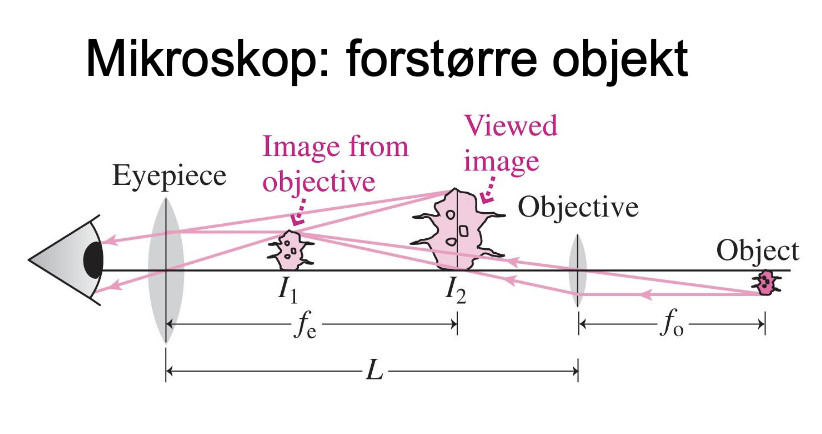 Mikroskop: forstørre objekt
Viewed
image
Image from
objective
Eyepiece
Objective
Object
I1
I2
fe
fo
L